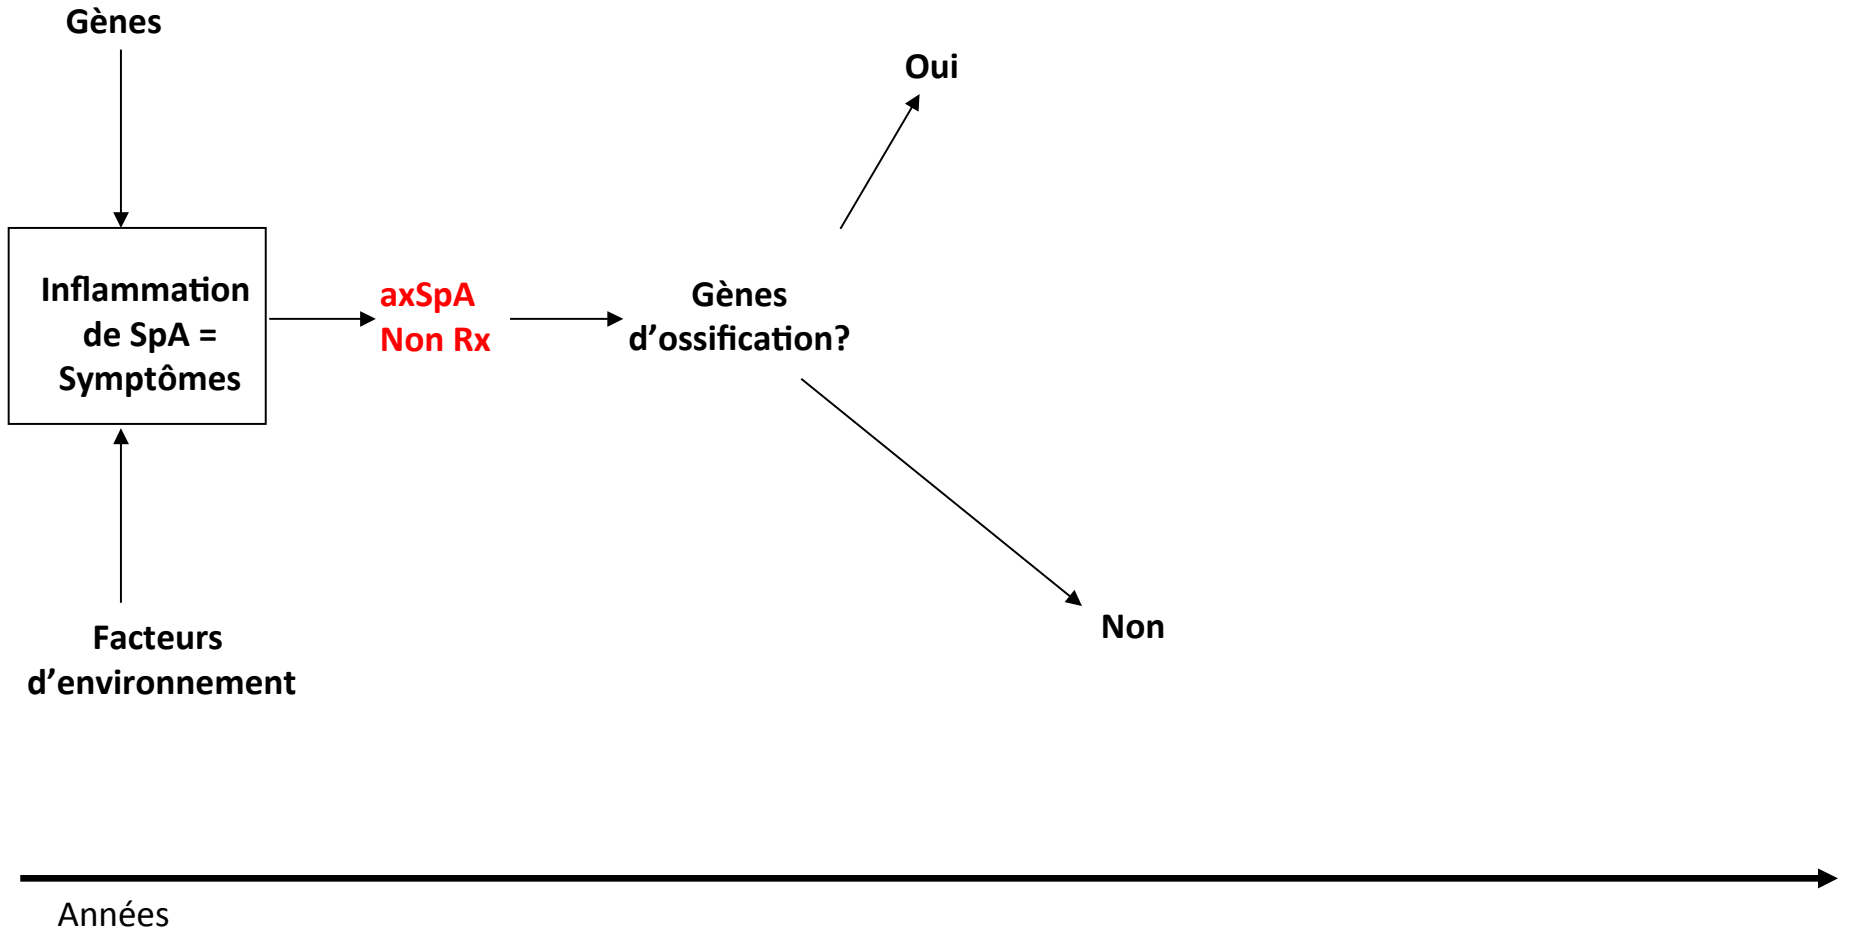 Gènes
Oui
Inflammation
de SpA =
Symptômes
axSpA
Non Rx
Gènes
d’ossification?
Non
Facteurs
d’environnement
Années